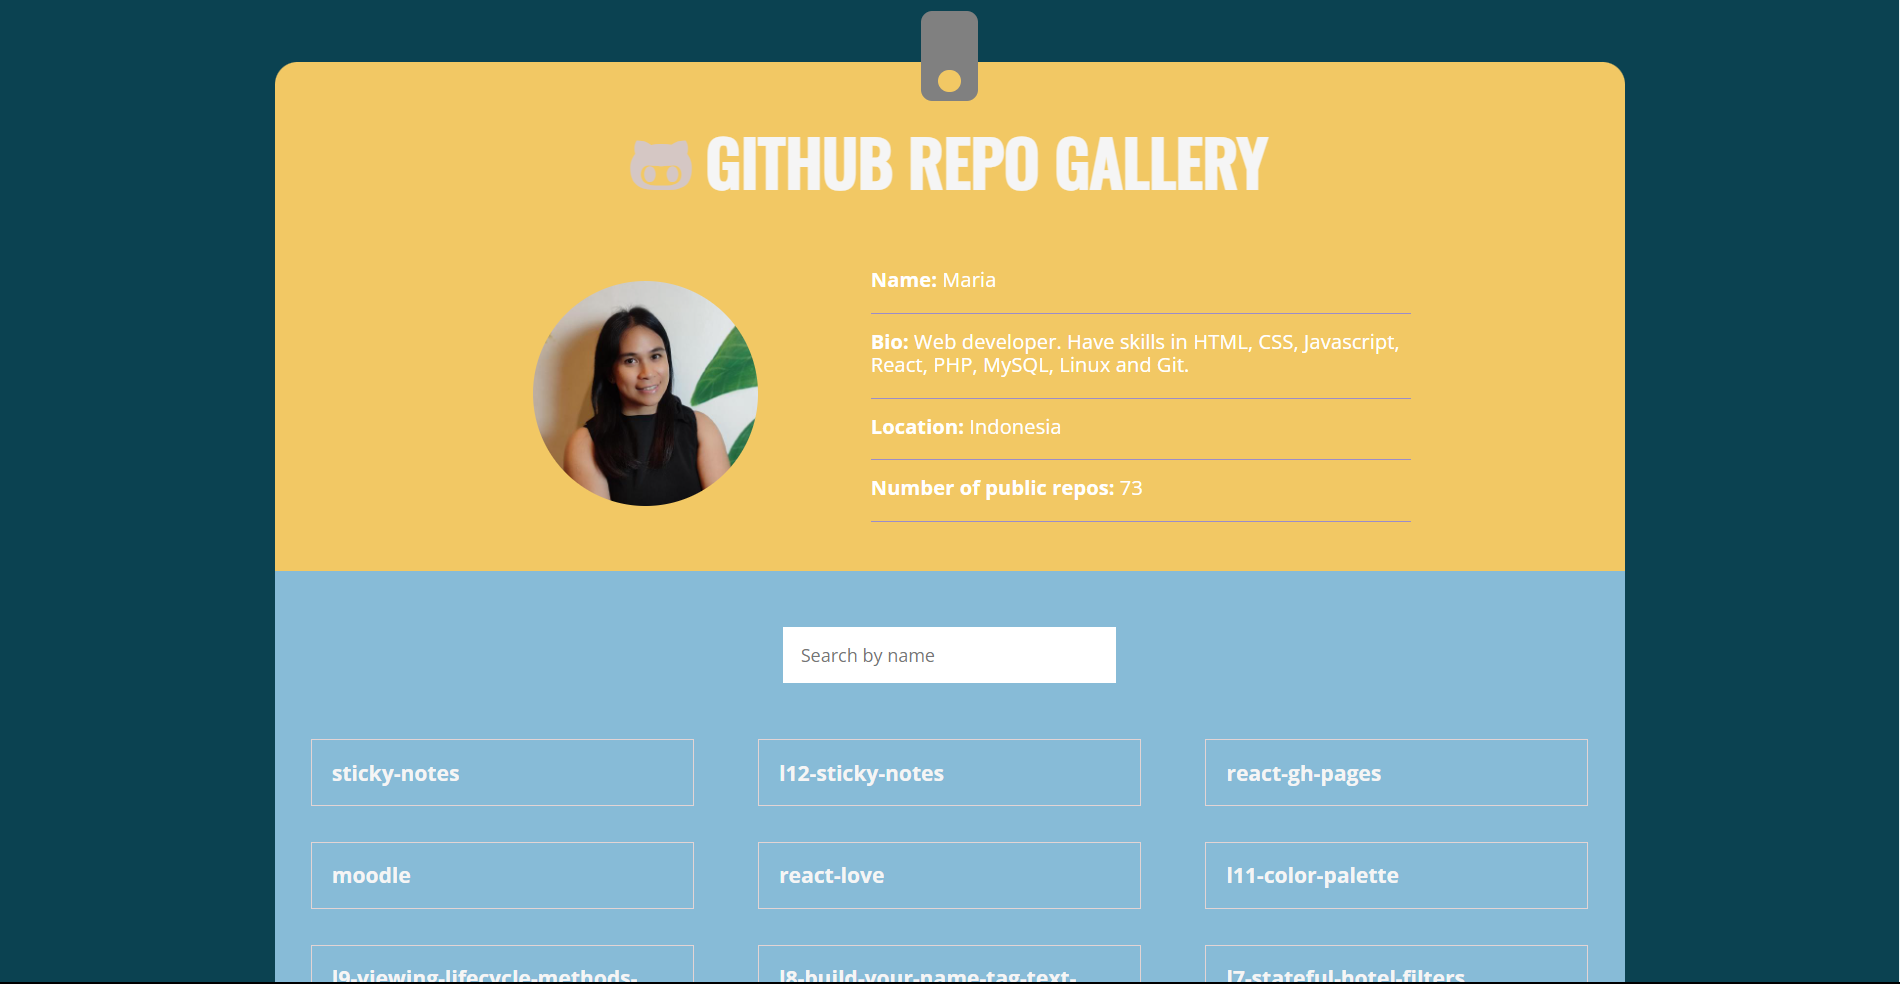 GITHUB REPO GALLERY
Name: Maria
Bio: Web developer. Have skills in HTML, CSS, Javascript,
React, PHP, MySQL, Linux and Git.
Location: Indonesia
Number of public repos: 73
Search by name
sticky-notes
l12-sticky-notes
react-gh-pages
moodle
react-love
l11-color-palette
l9-viewing-lifecycle-methods-
l8-build-your-name-tag-text-
l7-stateful-hotel-filters